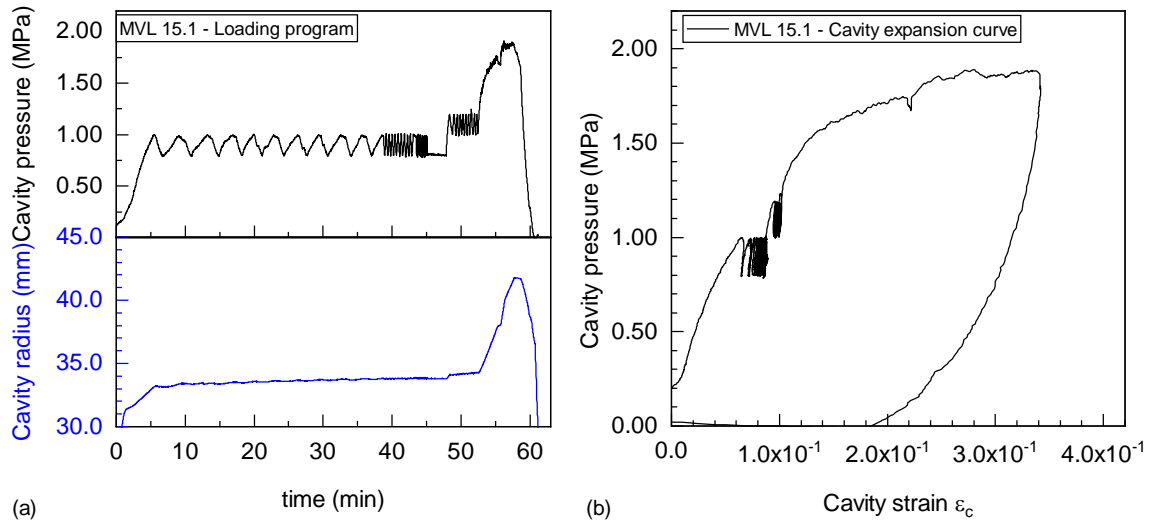 MVL 15.1 - Loading program
Cavity pressure (MPa)
2.00
1.50
1.00
0.50
Cavity radius (mm)
45.0
40.0
35.0
30.0
0 10 20 30 40 50 60
time (min)
(a)
MVL 15.1 - Cavity expansion curve
Cavity pressure (MPa)
2.00
1.50
1.00
0.50
0.00
0.0 1.0x10⁻¹ 2.0x10⁻¹ 3.0x10⁻¹ 4.0x10⁻¹
Cavity strain ε_c
(b)